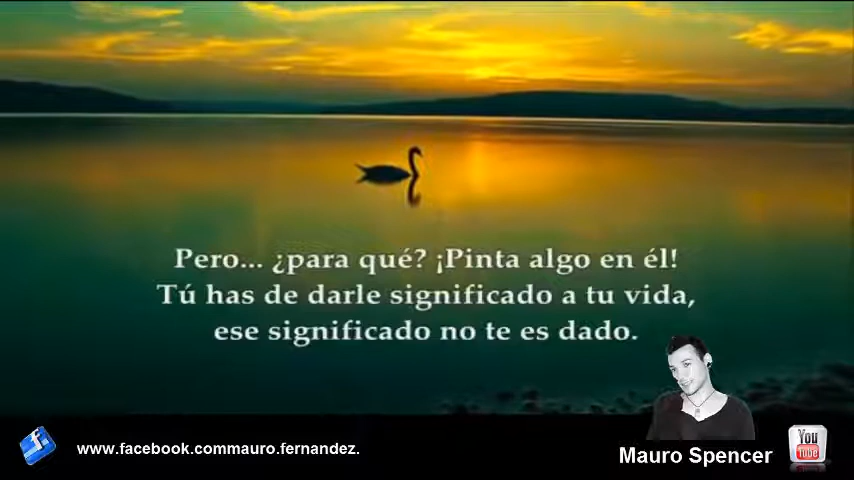 Pero... ¿para qué? ¡Pinta algo en él!
Tú has de darle significado a tu vida,
ese significado no te es dado.
www.facebook.commauro.fernandez.
Mauro Spencer
You
Tube